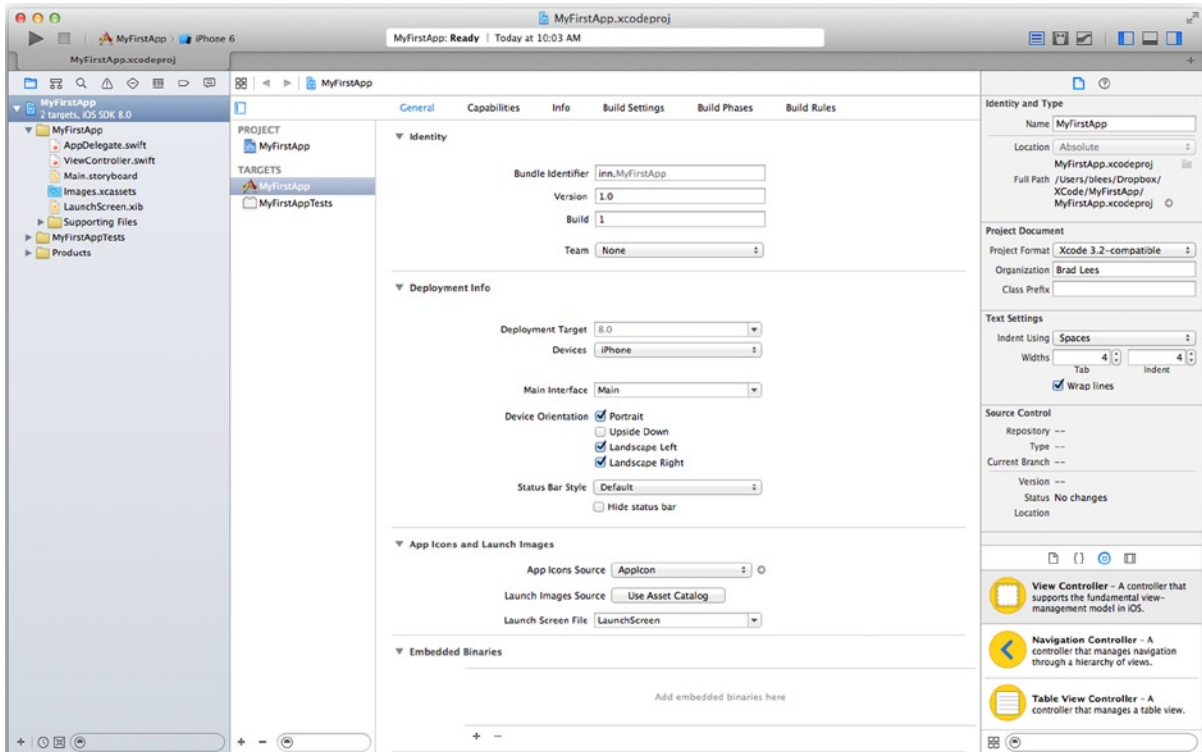 MyFirstApp.xcodeproj
MyFirstApp iPhone 6
MyFirstApp: Ready | Today at 10:03 AM
MyFirstApp.xcodeproj
MyFirstApp
2 targets, iOS SDK 8.0
MyFirstApp
AppDelegate.swift
ViewController.swift
Main.storyboard
Images.xcassets
LaunchScreen.xib
Supporting Files
MyFirstAppTests
Products
MyFirstApp
General Capabilities Info Build Settings Build Phases Build Rules
PROJECT
MyFirstApp
TARGETS
MyFirstApp
MyFirstAppTests
Identity
Bundle Identifier inn.MyFirstApp
Version 1.0
Build 1
Team None
Deployment Info
Deployment Target 8.0
Devices iPhone
Main Interface Main
Device Orientation Portrait
Upside Down
Landscape Left
Landscape Right
Status Bar Style Default
Hide status bar
App Icons and Launch Images
App Icons Source AppIcon
Launch Images Source Use Asset Catalog
Launch Screen File LaunchScreen
Embedded Binaries
Add embedded binaries here
Identity and Type
Name MyFirstApp
Location Absolute
MyFirstApp.xcodeproj
Full Path /Users/blees/Dropbox/
XCode/MyFirstApp/
MyFirstApp.xcodeproj
Project Document
Project Format Xcode 3.2-compatible
Organization Brad Lees
Class Prefix
Text Settings
Indent Using Spaces
Widths 4 4
Tab Indent
Wrap lines
Source Control
Repository --
Type --
Current Branch --
Version --
Status No changes
Location
View Controller - A controller that
supports the fundamental view-
management model in iOS.
Navigation Controller - A
controller that manages navigation
through a hierarchy of views.
Table View Controller - A
controller that manages a table view.